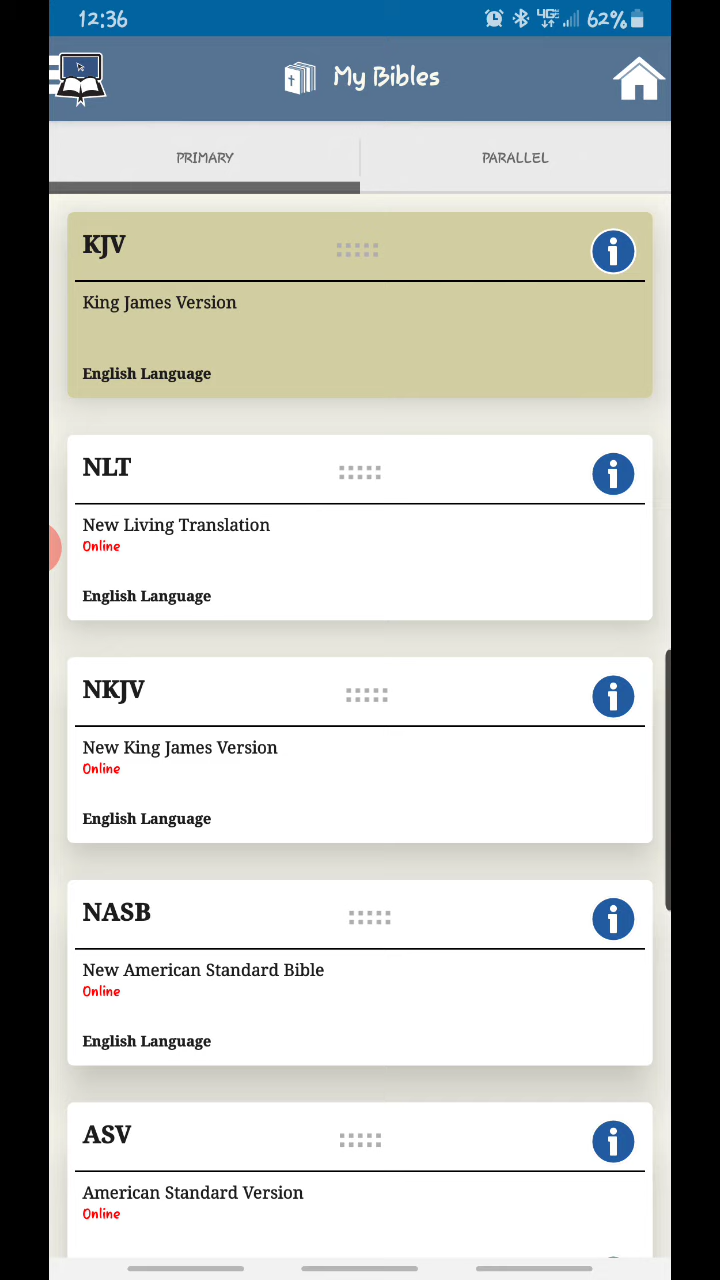 12:36
4GE 62%
My Bibles
PRIMARY
PARALLEL
KJV
King James Version
English Language
NLT
New Living Translation
Online
English Language
NKJV
New King James Version
Online
English Language
NASB
New American Standard Bible
Online
English Language
ASV
American Standard Version
Online